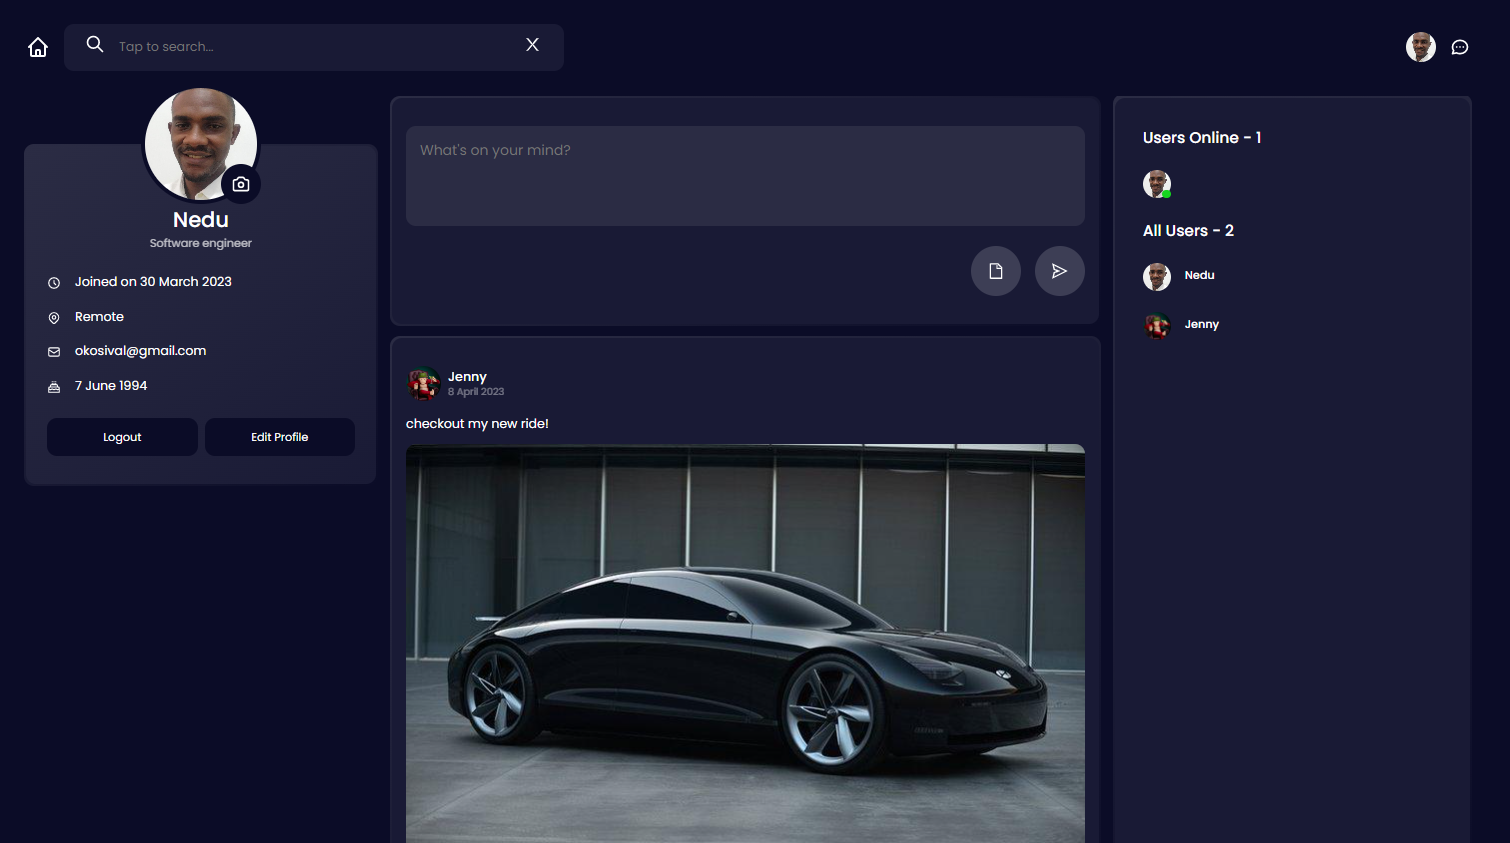 Tap to search...
X
Nedu
Software engineer
Joined on 30 March 2023
Remote
okosival@gmail.com
7 June 1994
Logout
Edit Profile
What's on your mind?
Jenny
8 April 2023
checkout my new ride!
Users Online - 1
All Users - 2
Nedu
Jenny